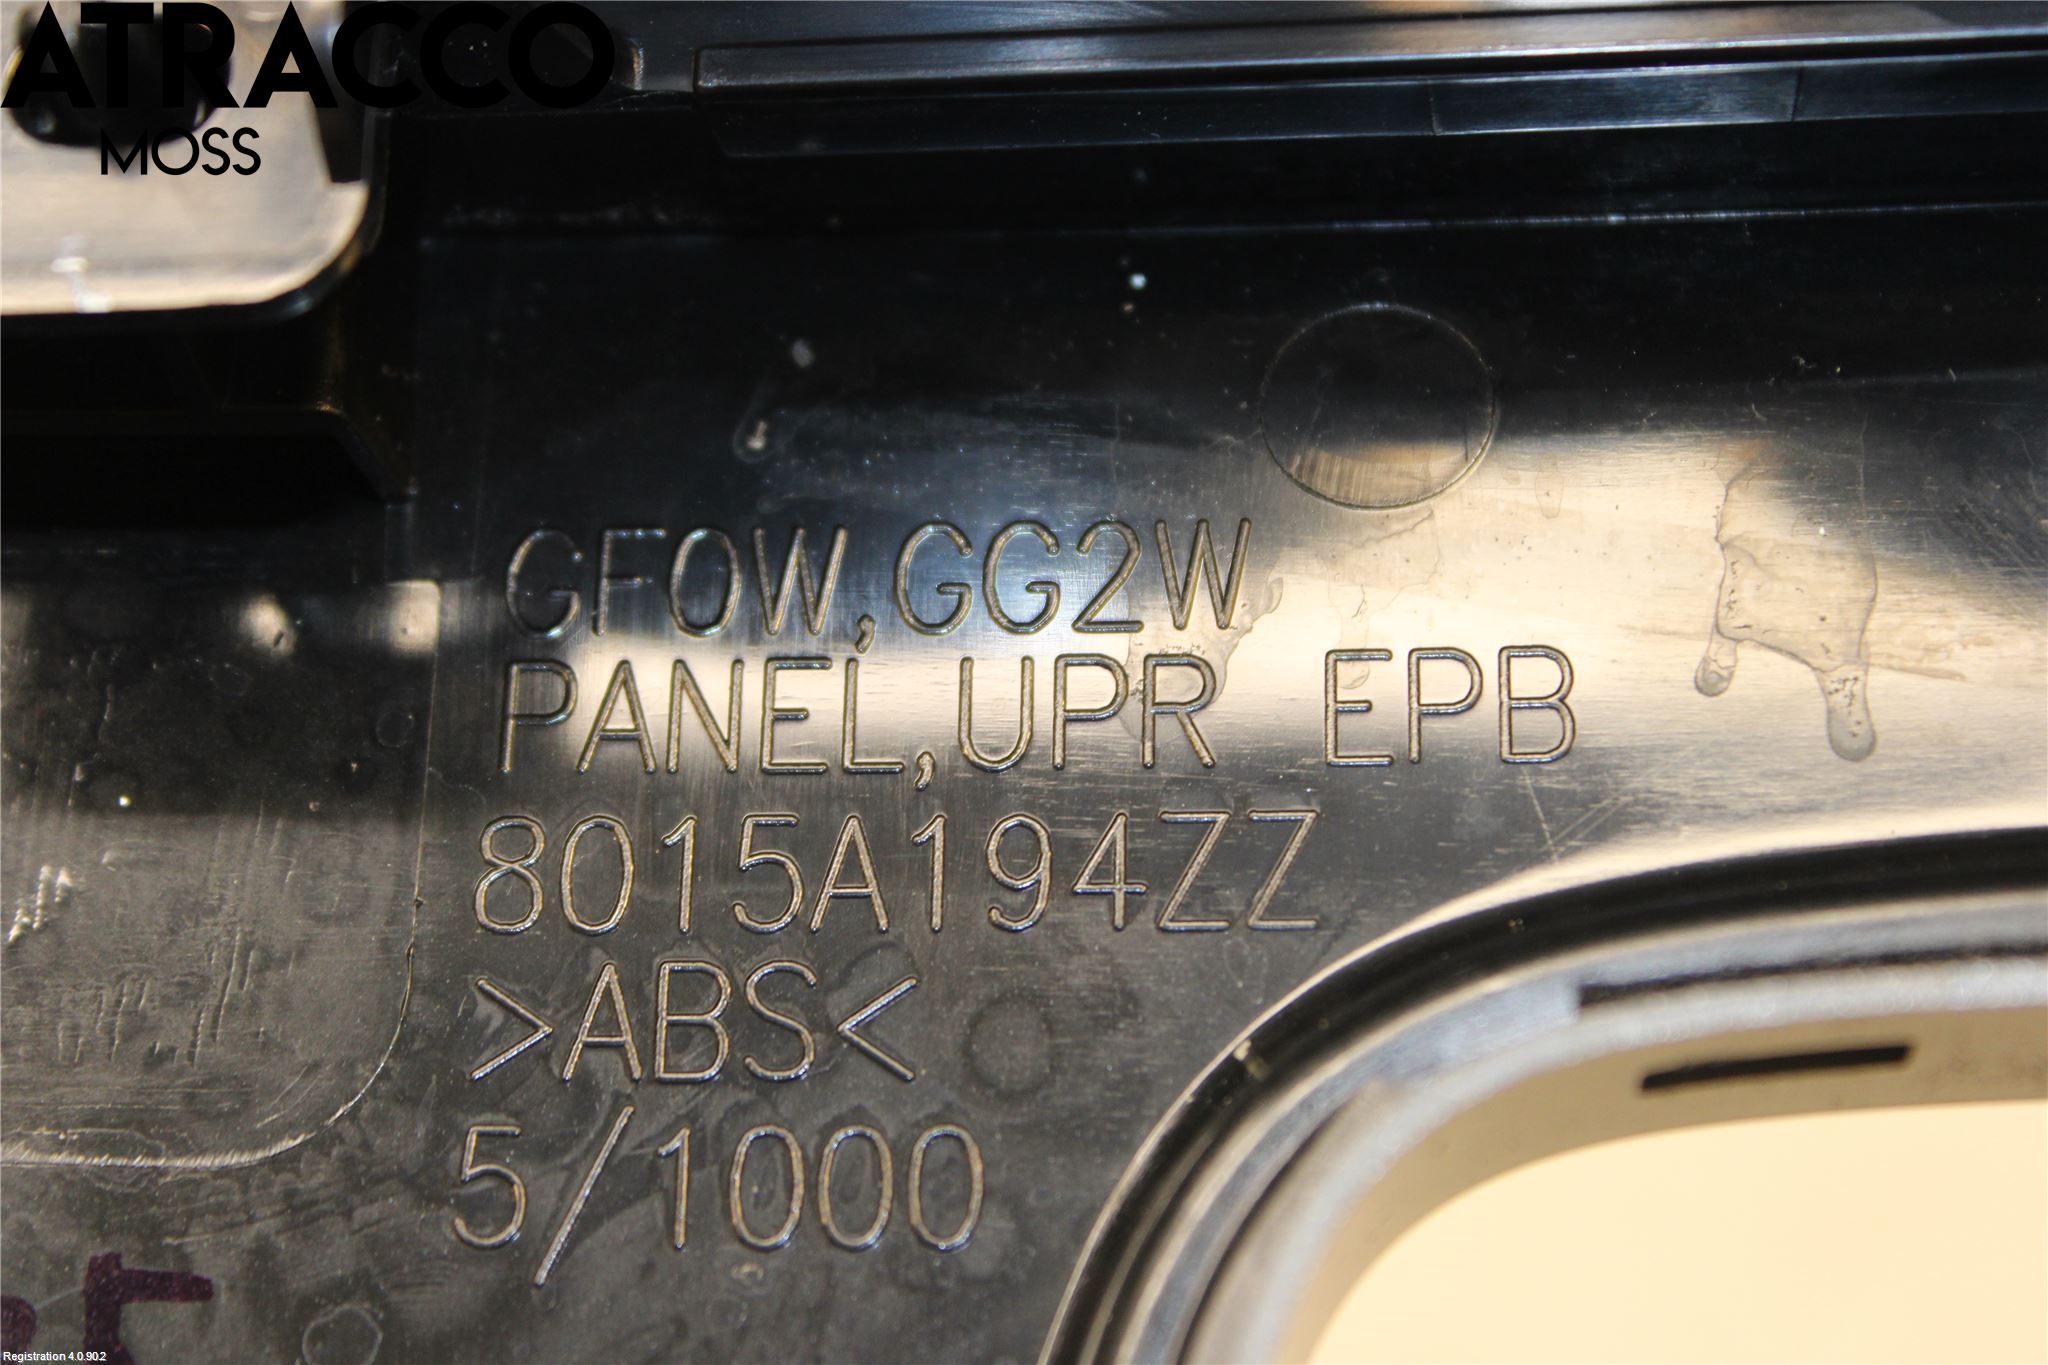 ATRACCO
MOSS
GF0W,GG2W
PANEL,UPR EPB
8015A194ZZ
>ABS<
5/1000
Registration 4.0.90.2